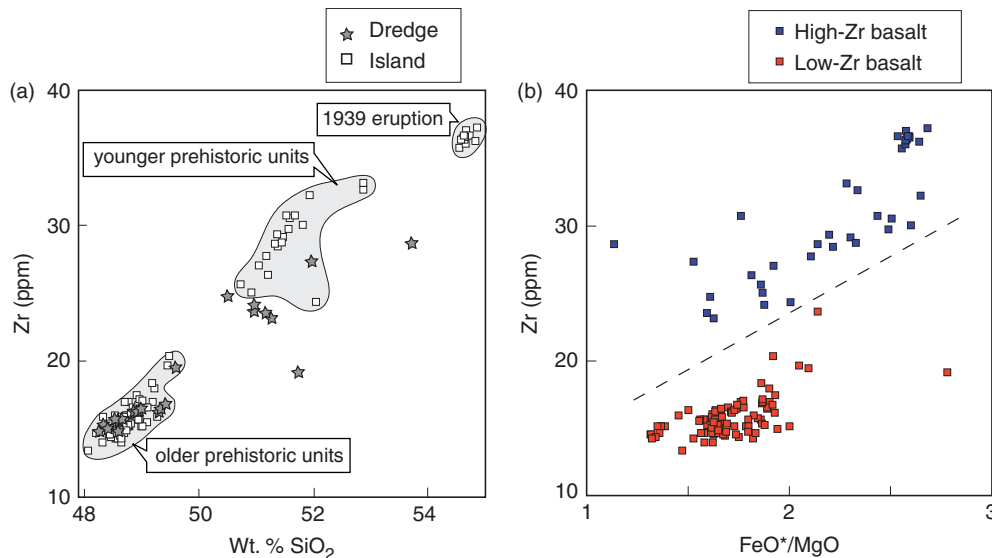 Dredge
Island
High-Zr basalt
Low-Zr basalt
(a)
40
30
20
10
Zr (ppm)
1939 eruption
younger prehistoric units
older prehistoric units
48
50
52
54
Wt. % SiO₂
(b)
40
30
20
10
Zr (ppm)
1
2
3
FeO*/MgO